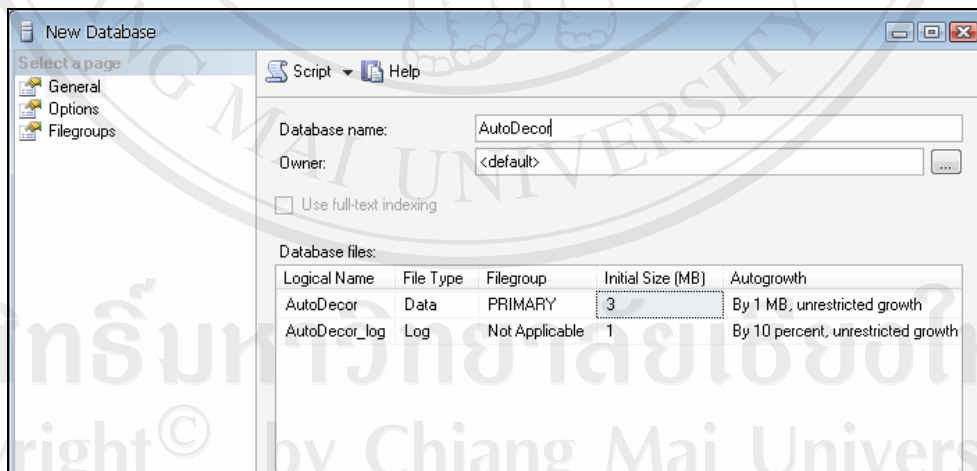 New Database
Select a page
General
Options
Filegroups
Script
Help
Database name:
AutoDecor
Owner:
<default>
...
Use full-text indexing
Database files:
Logical Name File Type Filegroup Initial Size (MB) Autogrowth
AutoDecor Data PRIMARY 3 By 1 MB, unrestricted growth
AutoDecor_log Log Not Applicable 1 By 10 percent, unrestricted growth
MAI UNIVERSITY
by Chiang Mai Univers